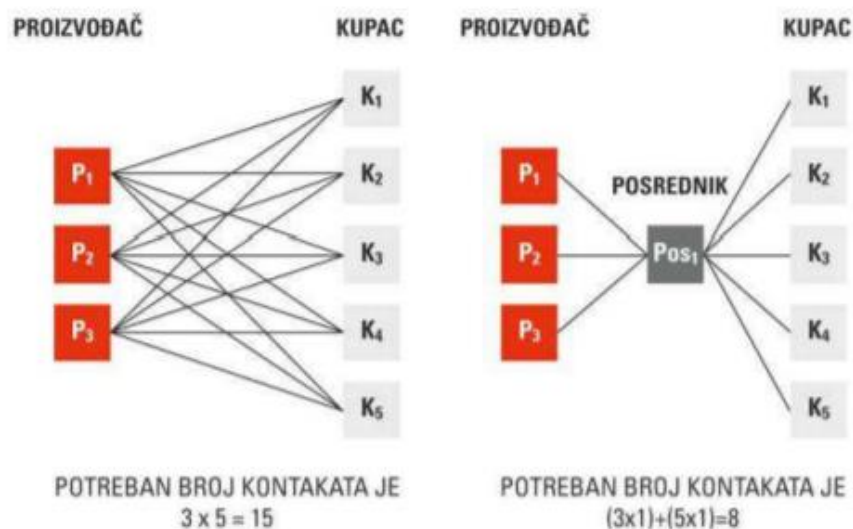 PROIZVOĐAČ KUPAC
K1
P1 K2
P2 K3
P3 K4
K5
POTREBAN BROJ KONTAKATA JE
3 x 5 = 15
PROIZVOĐAČ KUPAC
K1
P1 K2
POSREDNIK
P2 Pos1 K3
P3 K4
K5
POTREBAN BROJ KONTAKATA JE
(3x1)+(5x1)=8